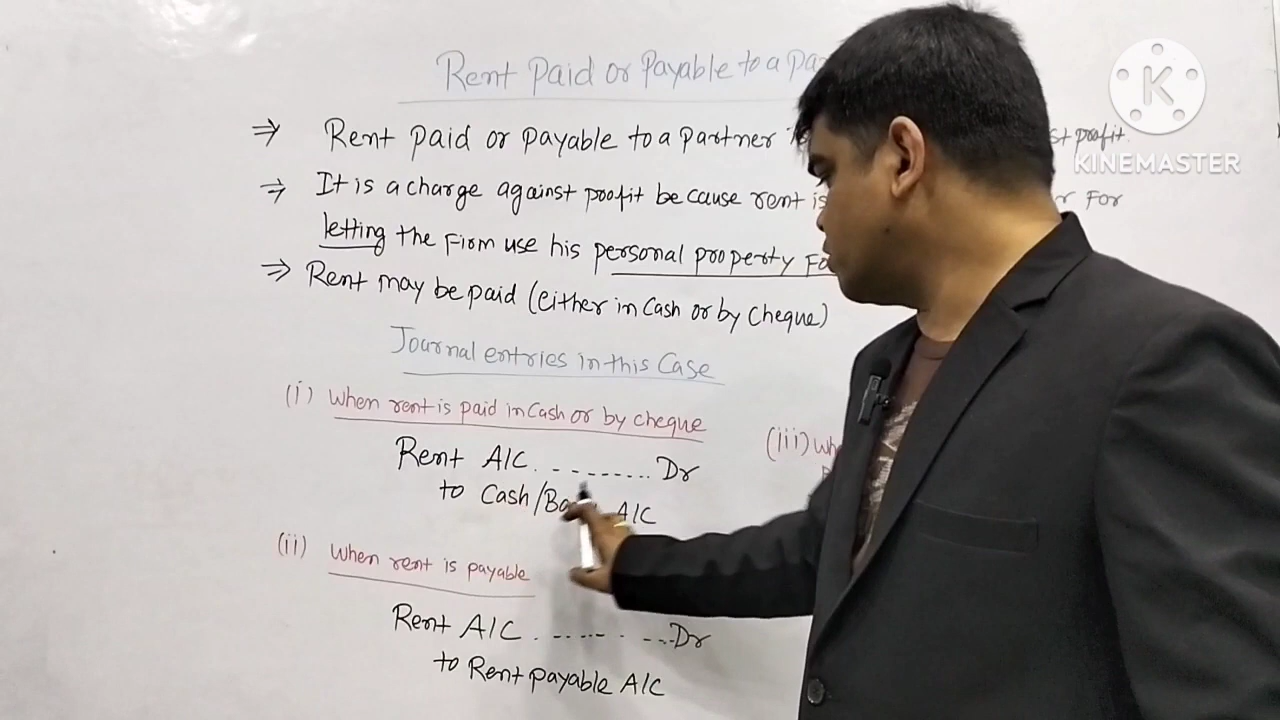 Rent Paid or Payable to a
⇒ Rent paid or payable to a partner st profit.
⇒ It is a charge against profit because rent is For
letting the Firm use his personal property
⇒ Rent may be paid (either in Cash or by Cheque)
Journal entries in this Case
(i) When rent is paid in Cash or by cheque
Rent A/C. --------- Dr
to Cash/ A/C
(iii)
(ii) When rent is payable
Rent A/C. ---- · --- Dr
to Rent payable A/C
K
KINEMASTER